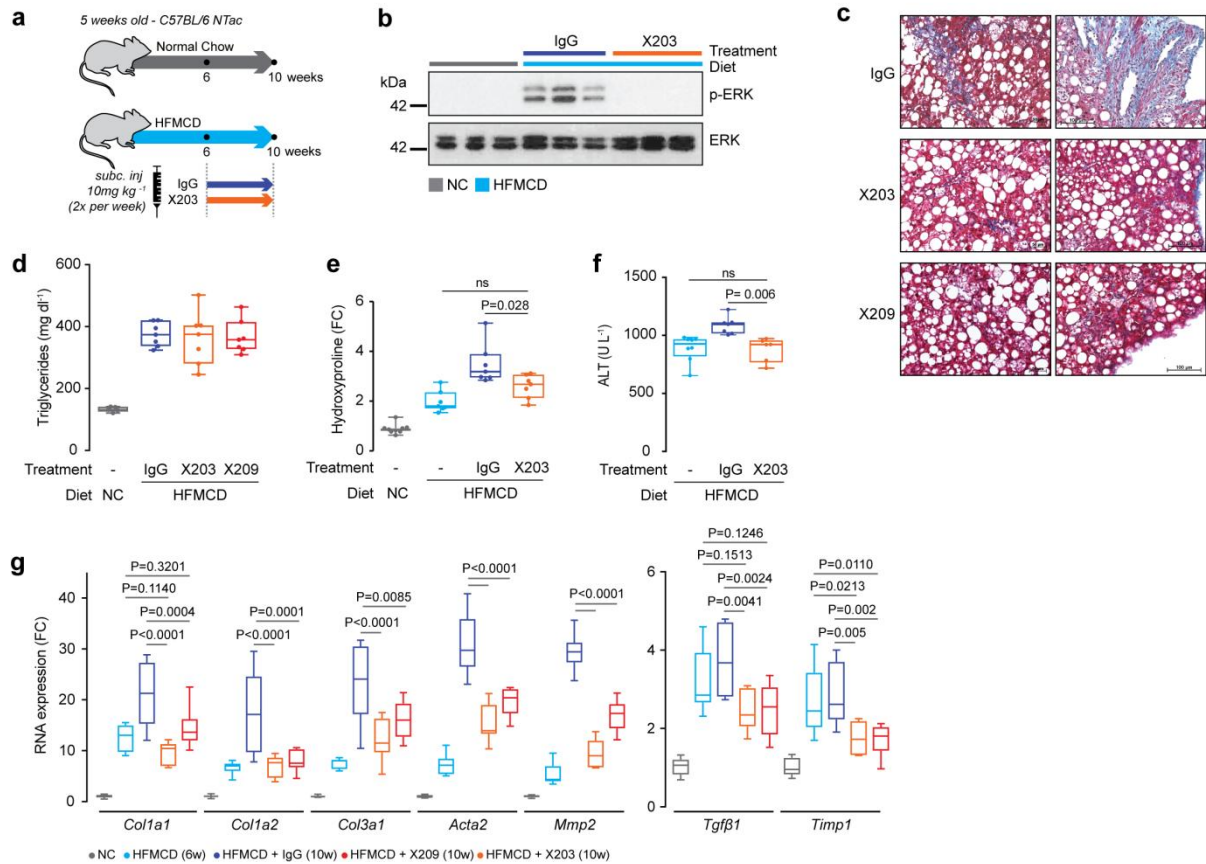 a
5 weeks old - C57BL/6 NTac
Normal Chow
6
10 weeks
HFMCD
6
10 weeks
subc. inj
10mg kg⁻¹
(2x per week)
IgG
X203
b
IgG
X203
Treatment
Diet
kDa
42
p-ERK
42
ERK
NC
HFMCD
c
IgG
X203
X209
100 µm
d
Triglycerides (mg dl⁻¹)
600
400
200
0
Treatment - IgG X203 X209
Diet NC HFMCD
e
Hydroxyproline (FC)
6
4
2
0
ns
P=0.028
Treatment - - IgG X203
Diet NC HFMCD
f
ALT (U L⁻¹)
1500
1000
500
0
ns
P= 0.006
Treatment - IgG X203
Diet HFMCD
g
RNA expression (FC)
40
30
20
10
0
P=0.3201
P=0.1140
P=0.0004
P<0.0001
P=0.0001
P<0.0001
P=0.0085
P<0.0001
P<0.0001
P<0.0001
6
4
2
0
P=0.1246
P=0.1513
P=0.0024
P=0.0041
P=0.0110
P=0.0213
P=0.002
P=0.005
Col1a1 Col1a2 Col3a1 Acta2 Mmp2 Tgfβ1 Timp1
NC HFMCD (6w) HFMCD + IgG (10w) HFMCD + X209 (10w) HFMCD + X203 (10w)